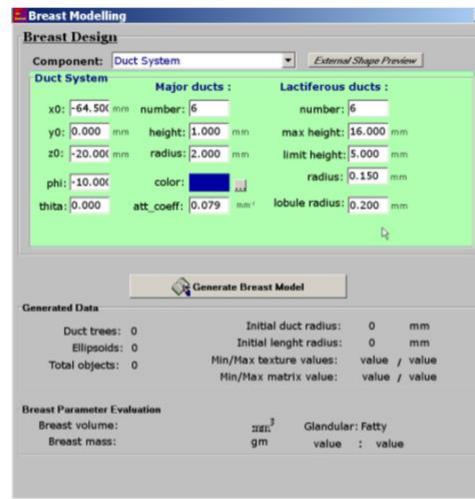 Breast Modelling
Breast Design
Component: Duct System External Shape Preview
Duct System
Major ducts : Lactiferous ducts :
x0: -64.500 mm number: 6 number: 6
y0: 0.000 mm height: 1.000 mm max height: 16.000 mm
z0: -20.000 mm radius: 2.000 mm limit height: 5.000 mm
phi: -10.000 color: ... radius: 0.150 mm
thita: 0.000 att_coeff: 0.079 mm⁻¹ lobule radius: 0.200 mm
Generate Breast Model
Generated Data
Duct trees: 0 Initial duct radius: 0 mm
Ellipsoids: 0 Initial lenght radius: 0 mm
Total objects: 0 Min/Max texture values: value / value
Min/Max matrix value: value / value
Breast Parameter Evaluation
Breast volume: mm³ Glandular: Fatty
Breast mass: gm value : value